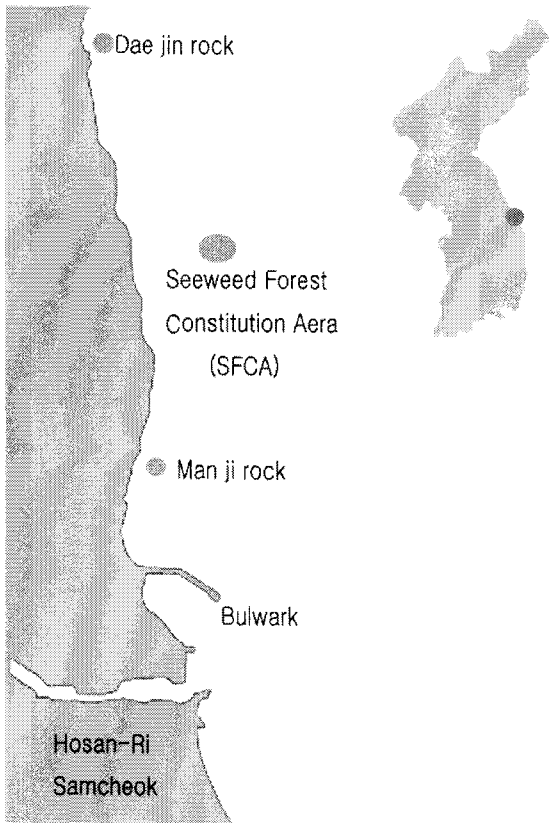 Dae jin rock
Seeweed Forest
Constitution Aera
(SFCA)
Man ji rock
Bulwark
Hosan-Ri
Samcheok